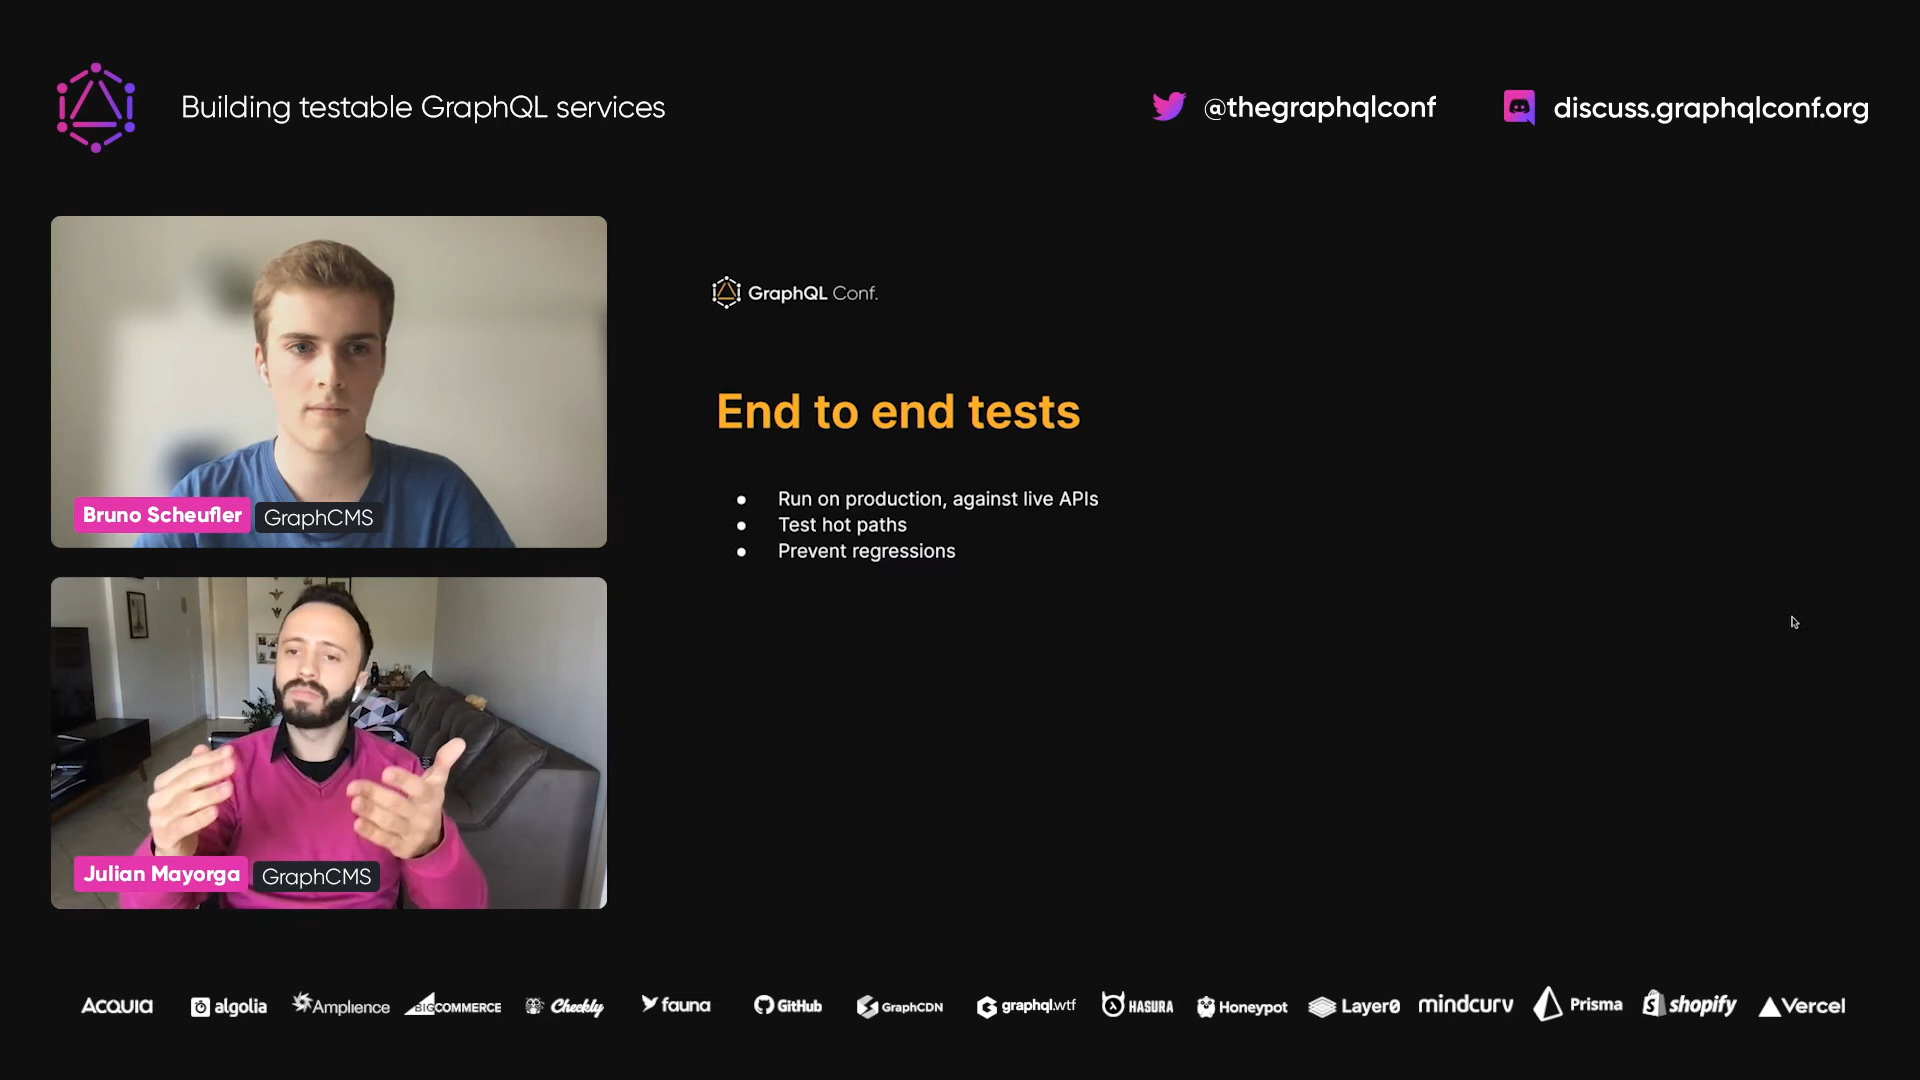 Building testable GraphQL services
@thegraphqlconf
discuss.graphqlconf.org
Bruno Scheufler
GraphCMS
Julian Mayorga
GraphCMS
GraphQL Conf.
End to end tests
● Run on production, against live APIs
● Test hot paths
● Prevent regressions
ACQUIA
algolia
Amplience
BIGCOMMERCE
Checkly
fauna
GitHub
GraphCDN
graphql.wtf
HASURA
Honeypot
Layer0
mindcurv
Prisma
shopify
Vercel